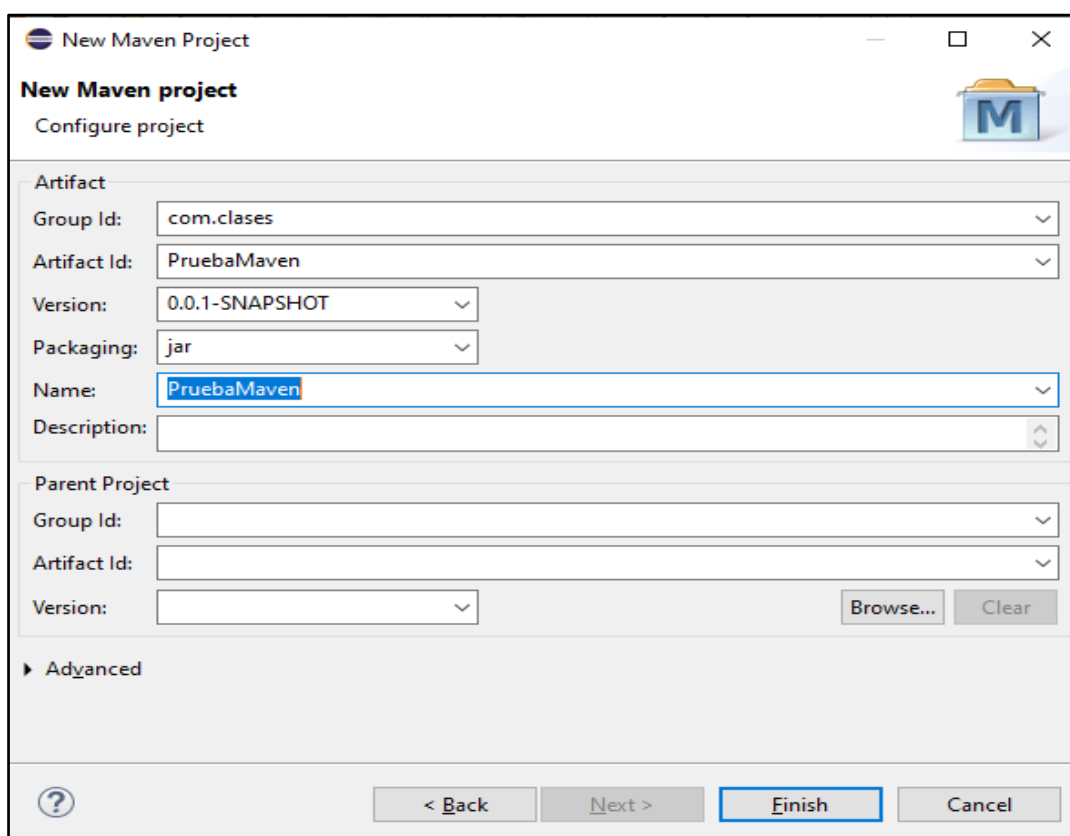 New Maven Project
New Maven project
Configure project
M
Artifact
Group Id: com.clases
Artifact Id: PruebaMaven
Version: 0.0.1-SNAPSHOT
Packaging: jar
Name: PruebaMaven
Description:
Parent Project
Group Id:
Artifact Id:
Version: Browse... Clear
Advanced
? < Back Next > Finish Cancel